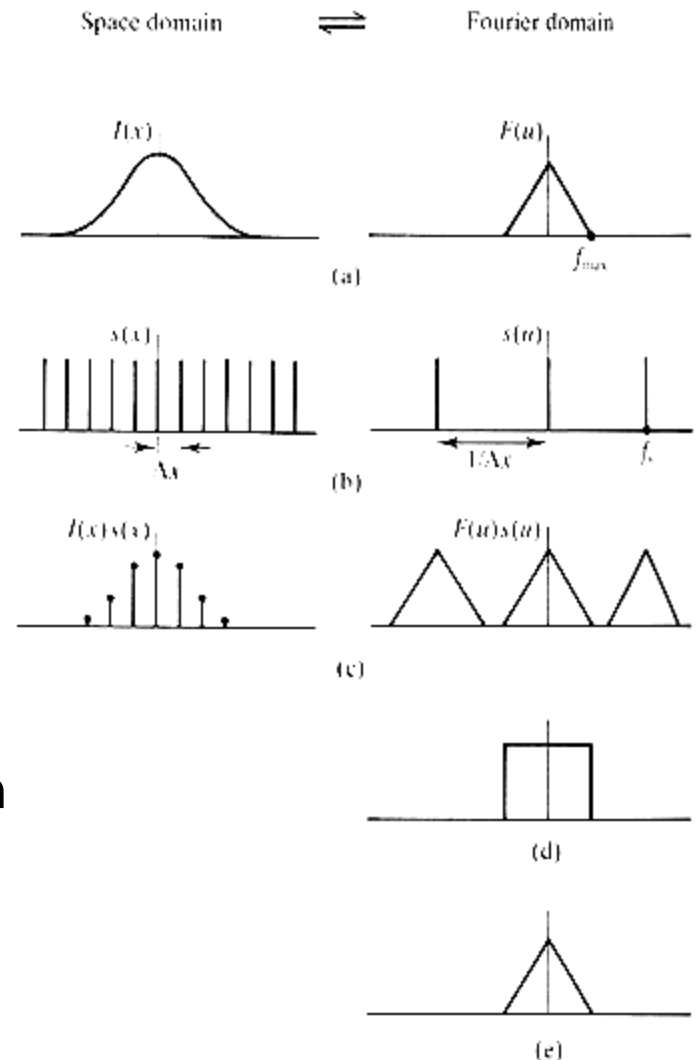 Space domain ⇌ Fourier domain
I(x) F(u)
f_max
(a)
s(x) s(u)
Δx 1/Δx f_s
(b)
I(x)s(x) F(u)s(u)
(c)
n
(d)
(e)